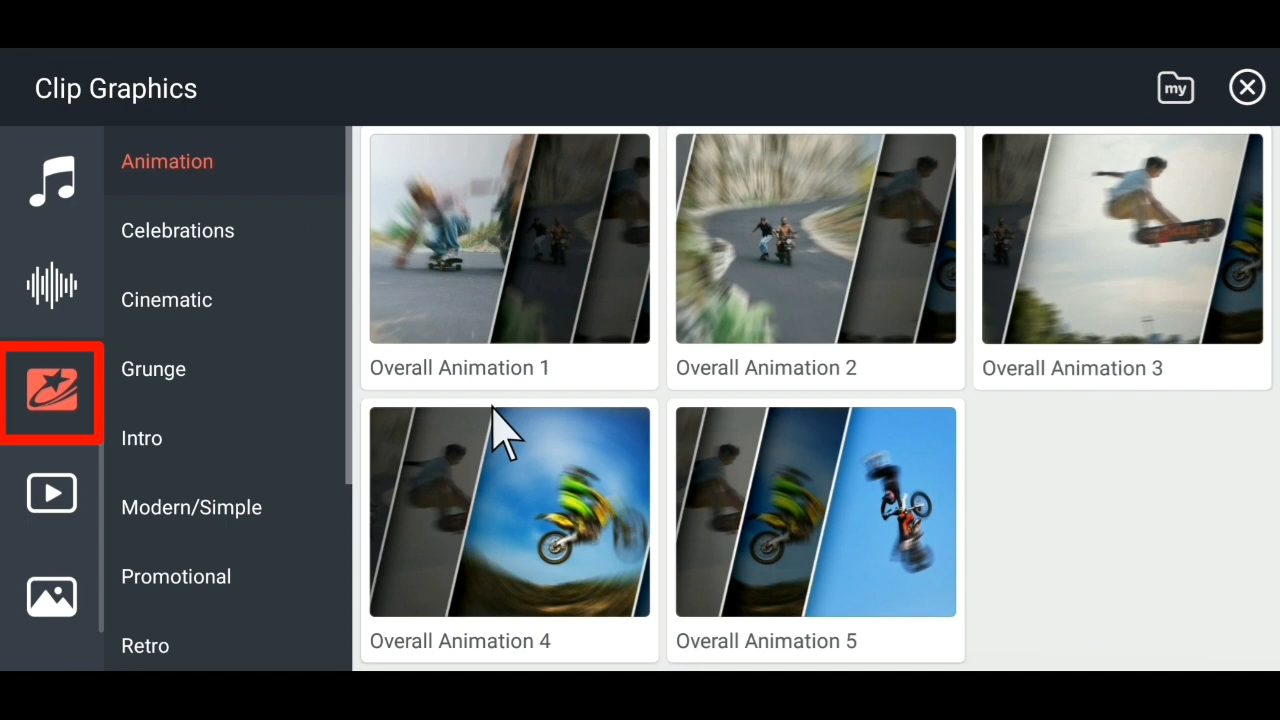 Clip Graphics
my
Animation
Celebrations
Cinematic
Grunge
Intro
Modern/Simple
Promotional
Retro
Overall Animation 1
Overall Animation 2
Overall Animation 3
Overall Animation 4
Overall Animation 5